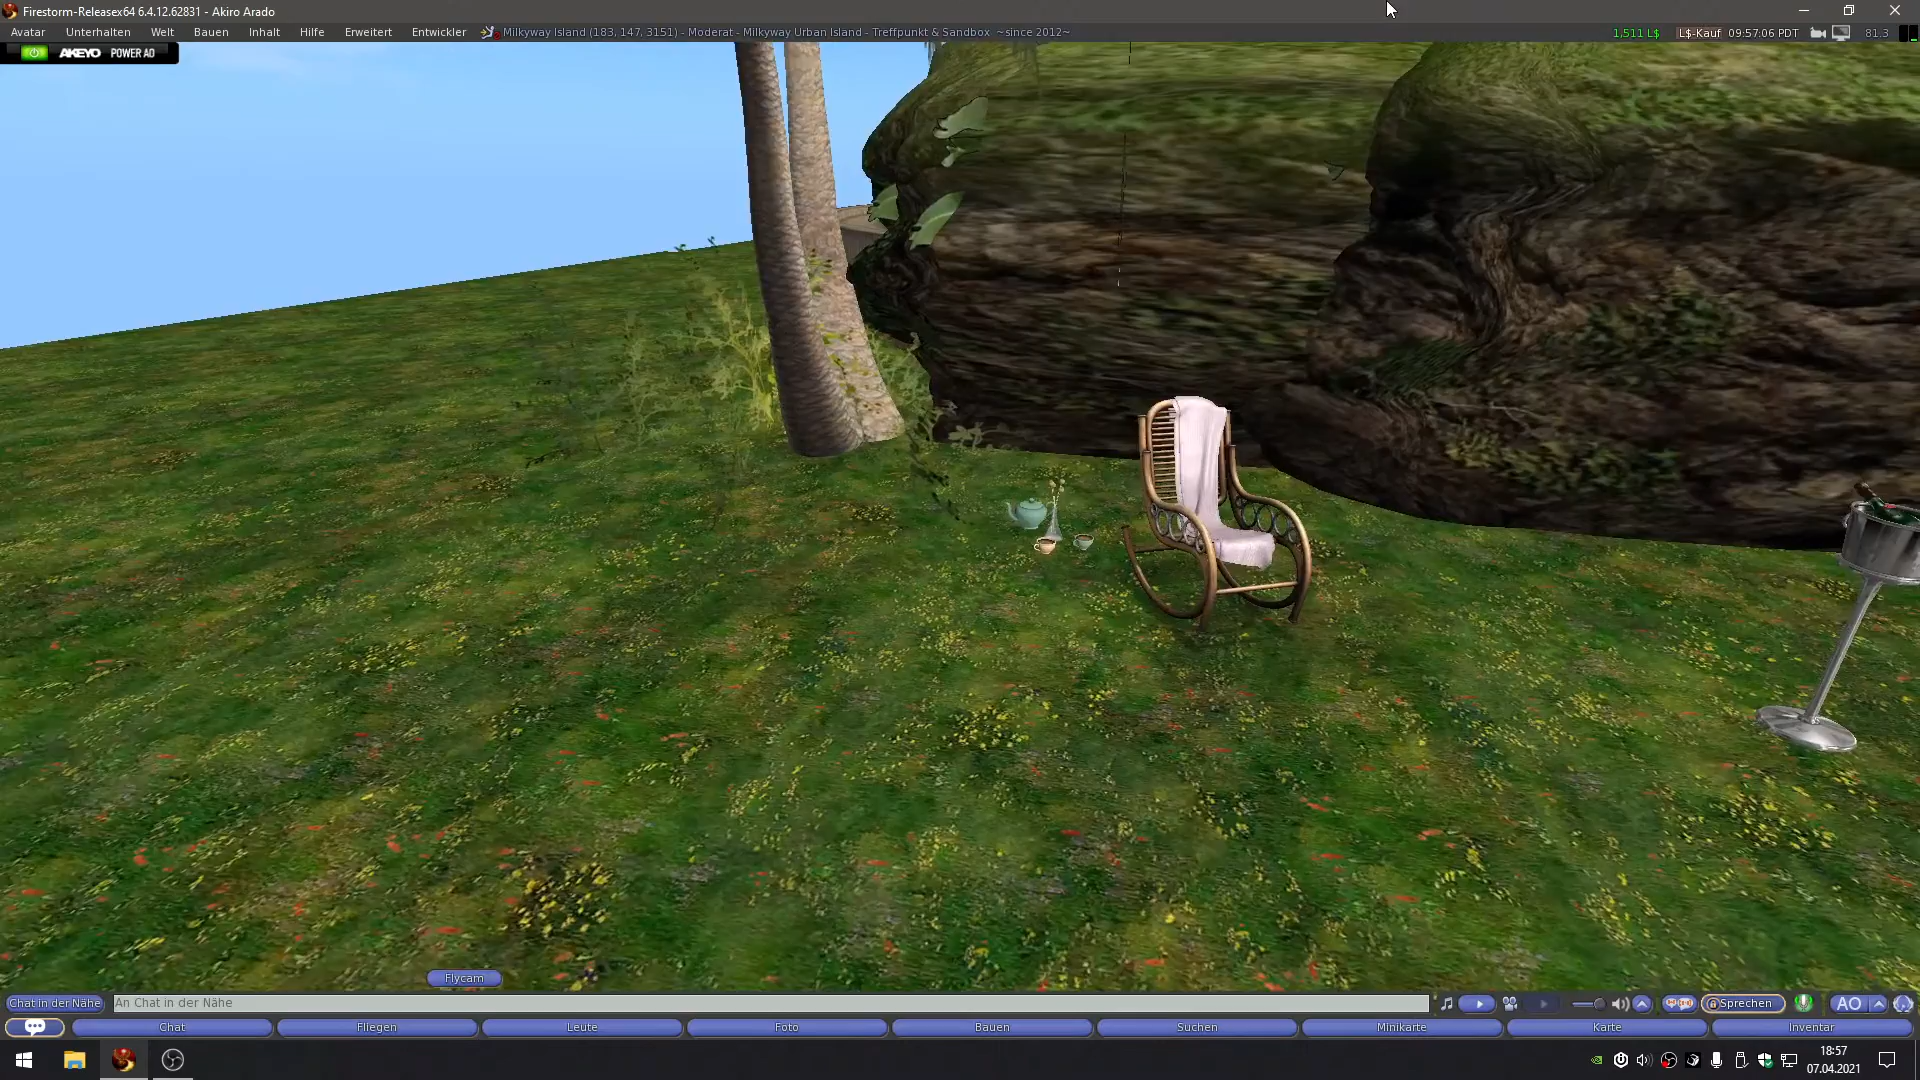 Firestorm-Releasex64 6.4.12.62831 - Akiro Arado
Avatar Unterhalten Welt Bauen Inhalt Hilfe Erweitert Entwickler Milkyway Island (183, 147, 3151) - Moderat - Milkyway Urban Island - Treffpunkt & Sandbox ~since 2012~ 1,511 L$ L$-Kauf 09:57:06 PDT 81.3
AKEYO POWER AO
Flycam
Chat in der Nähe An Chat in der Nähe Sprechen AO
Chat Fliegen Leute Foto Bauen Suchen Minikarte Karte Inventar
18:57
07.04.2021